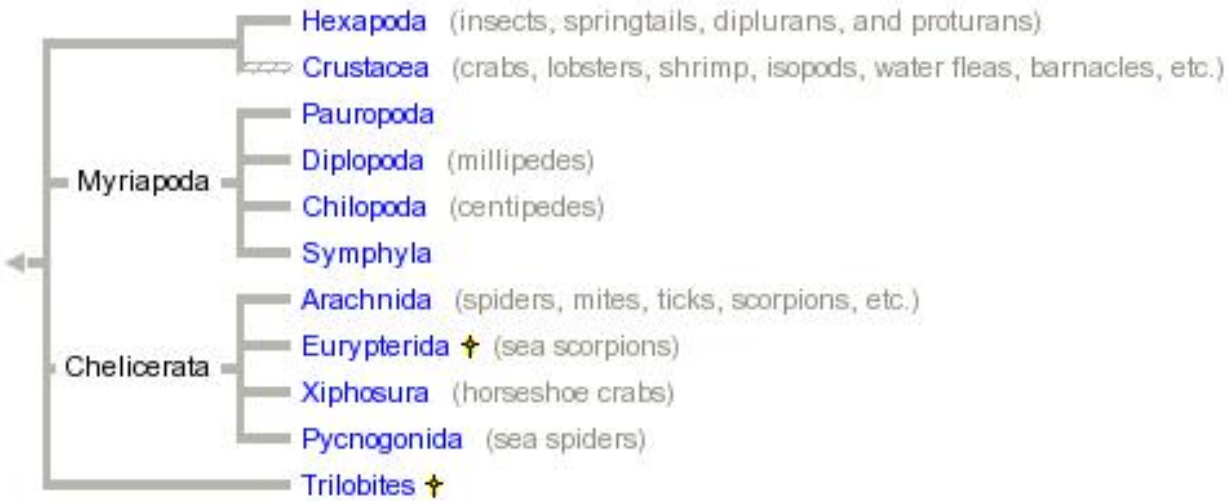 Hexapoda (insects, springtails, diplurans, and proturans)
Crustacea (crabs, lobsters, shrimp, isopods, water fleas, barnacles, etc.)
Pauropoda
Diplopoda (millipedes)
Myriapoda
Chilopoda (centipedes)
Symphyla
Arachnida (spiders, mites, ticks, scorpions, etc.)
Eurypterida (sea scorpions)
Chelicerata
Xiphosura (horseshoe crabs)
Pycnogonida (sea spiders)
Trilobites